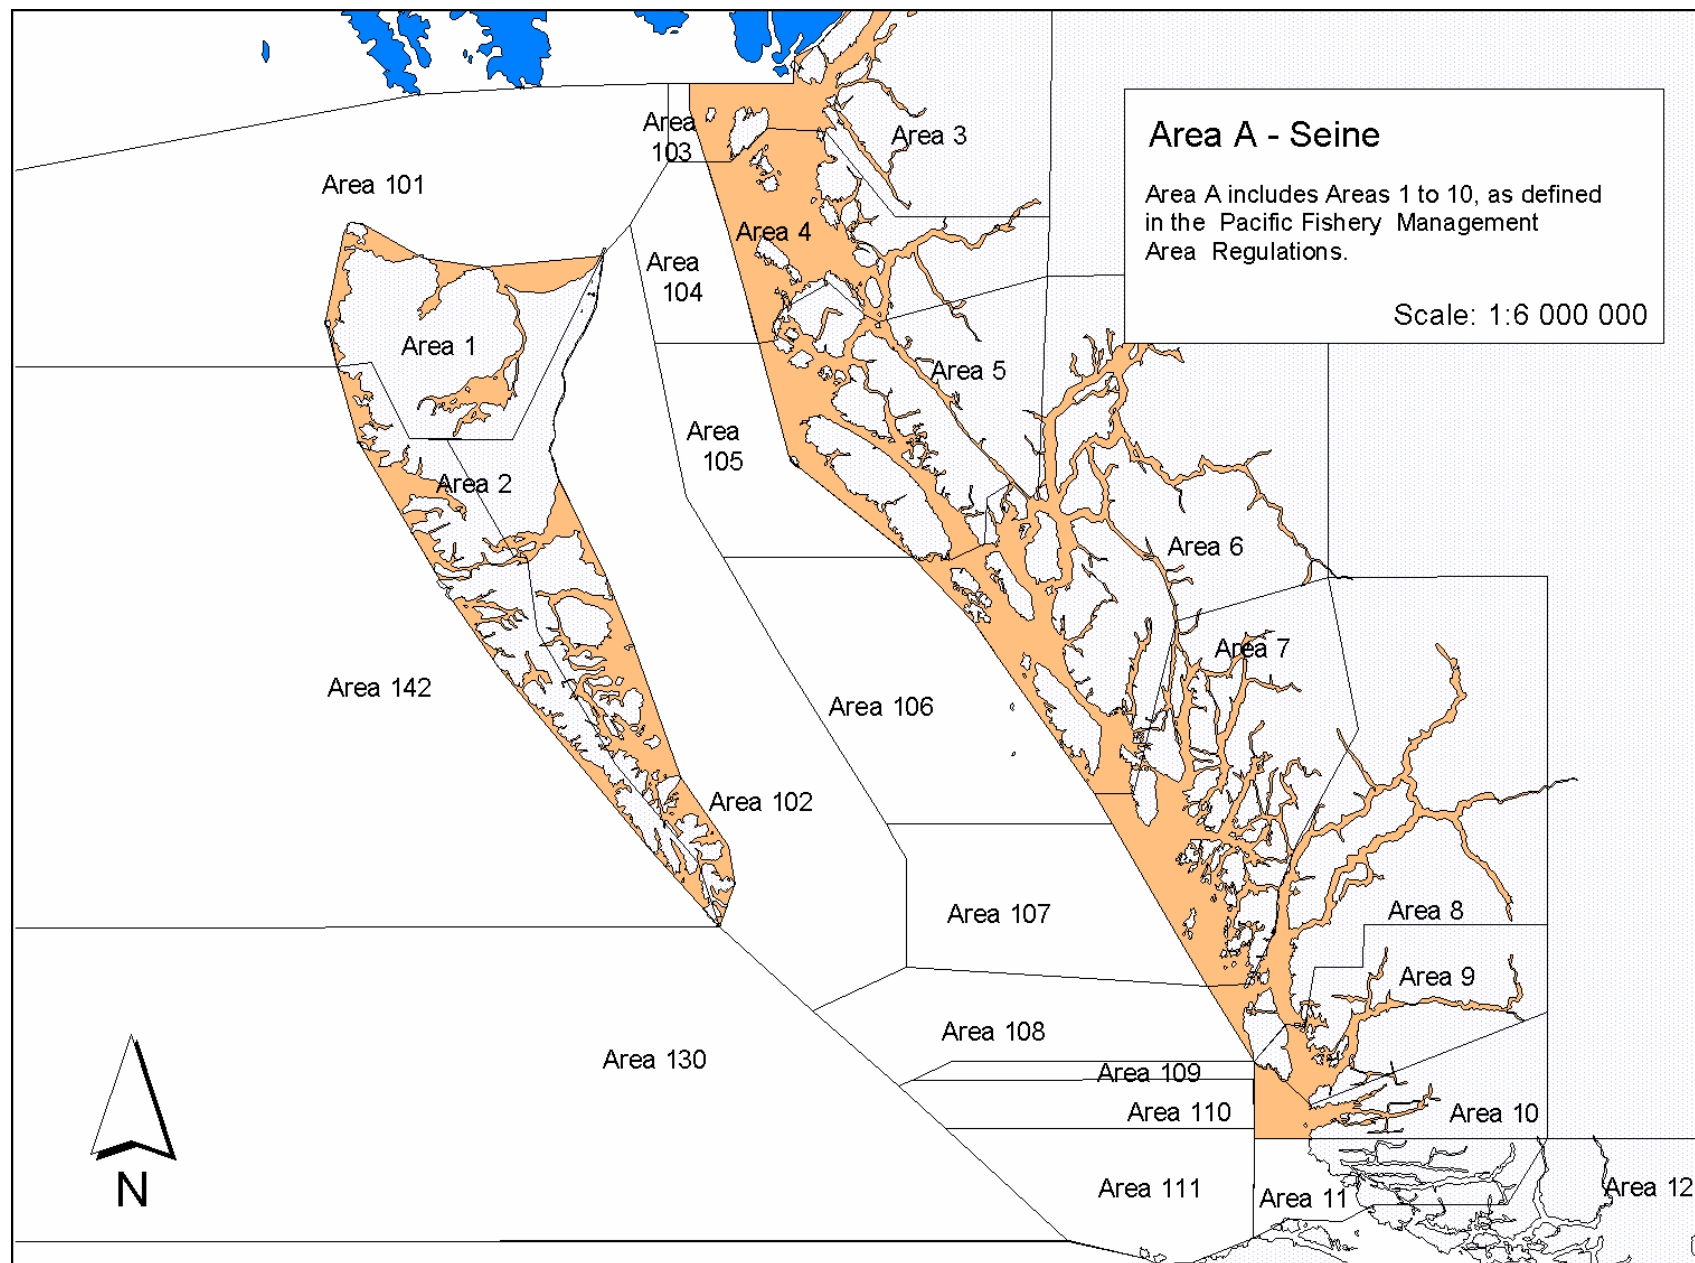 Area A - Seine
Area A includes Areas 1 to 10, as defined
in the Pacific Fishery Management
Area Regulations.
Scale: 1:6 000 000
Area
103
Area 3
Area 101
Area 4
Area
104
Area 1
Area 5
Area
105
Area 2
Area 6
Area 7
Area 142
Area 106
Area 102
Area 107
Area 8
Area 9
Area 108
Area 130
Area 109
Area 110
Area 10
Area 111
Area 11
Area 12
N